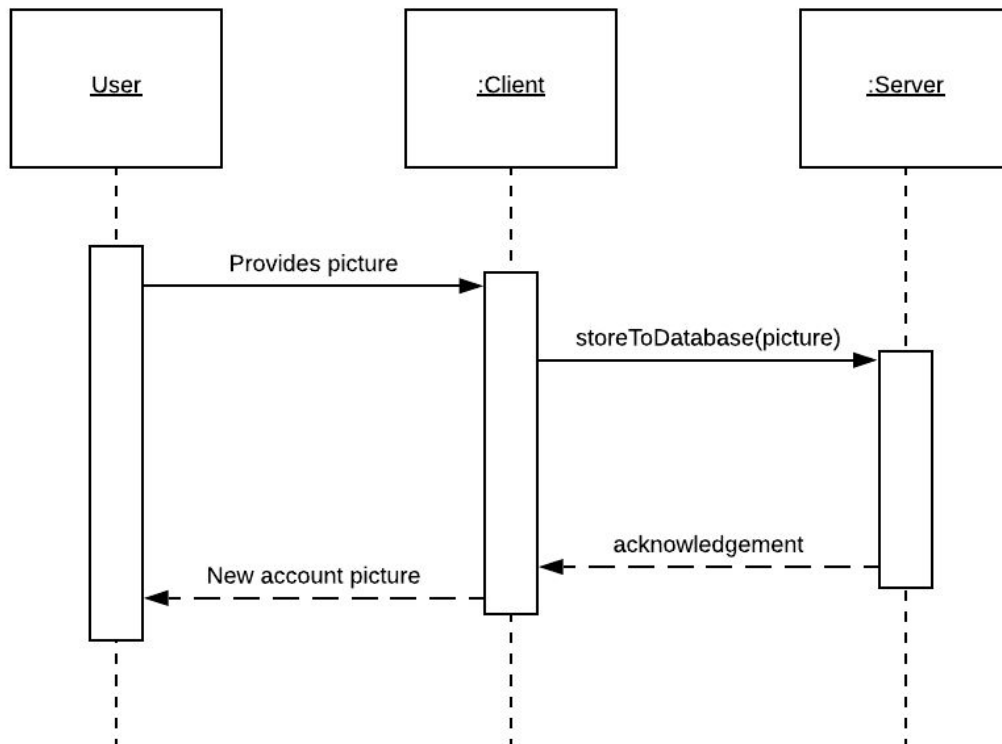 User
:Client
:Server
Provides picture
storeToDatabase(picture)
acknowledgement
New account picture